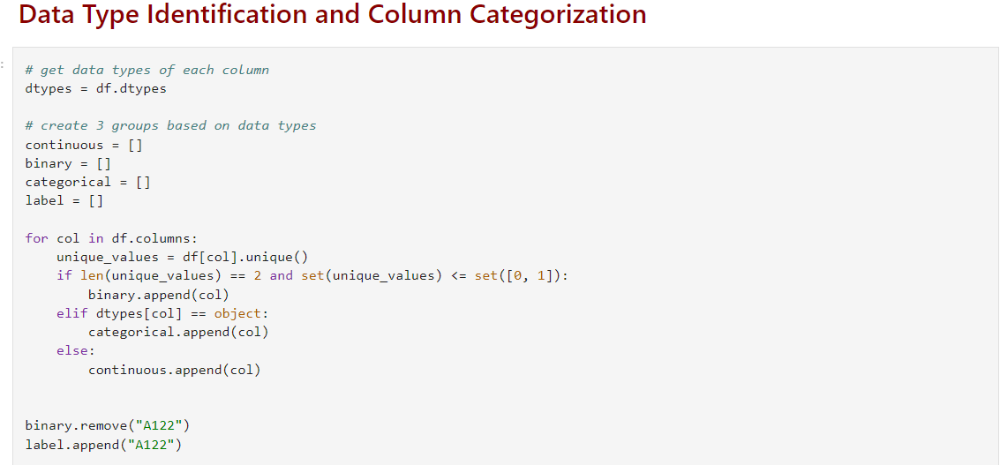 Data Type Identification and Column Categorization
:
# get data types of each column
dtypes = df.dtypes
# create 3 groups based on data types
continuous = []
binary = []
categorical = []
label = []
for col in df.columns:
    unique_values = df[col].unique()
    if len(unique_values) == 2 and set(unique_values) <= set([0, 1]):
        binary.append(col)
    elif dtypes[col] == object:
        categorical.append(col)
    else:
        continuous.append(col)
binary.remove("A122")
label.append("A122")